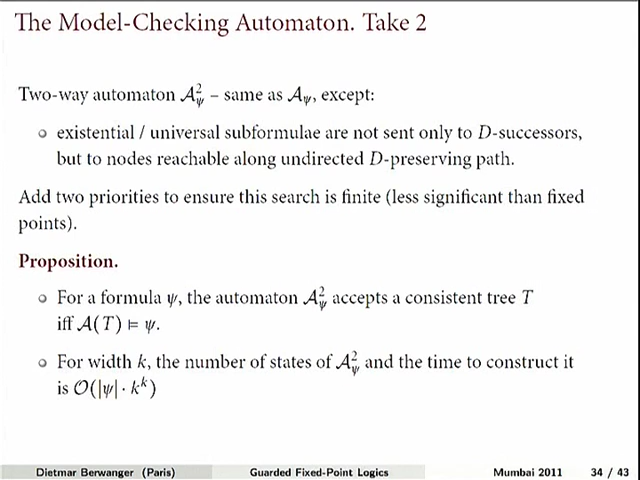 The Model-Checking Automaton. Take 2
Two-way automaton 𝒜²_ψ – same as 𝒜_ψ, except:
existential / universal subformulae are not sent only to D-successors,
but to nodes reachable along undirected D-preserving path.
Add two priorities to ensure this search is finite (less significant than fixed
points).
Proposition.
For a formula ψ, the automaton 𝒜²_ψ accepts a consistent tree T
iff 𝒜(T) ⊨ ψ.
For width k, the number of states of 𝒜²_ψ and the time to construct it
is 𝒪(|ψ| · k^k)
Dietmar Berwanger (Paris) Guarded Fixed-Point Logics Mumbai 2011 34 / 43